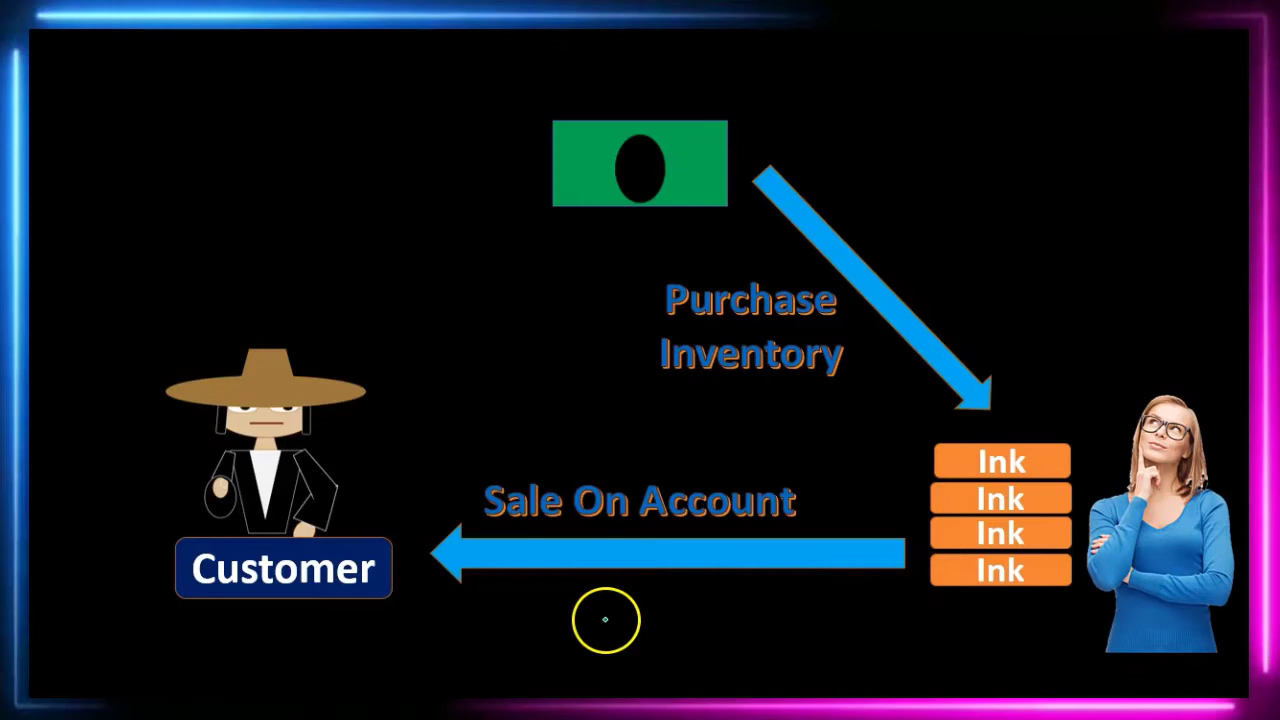 Purchase
Inventory
Sale On Account
Ink
Ink
Ink
Ink
Customer